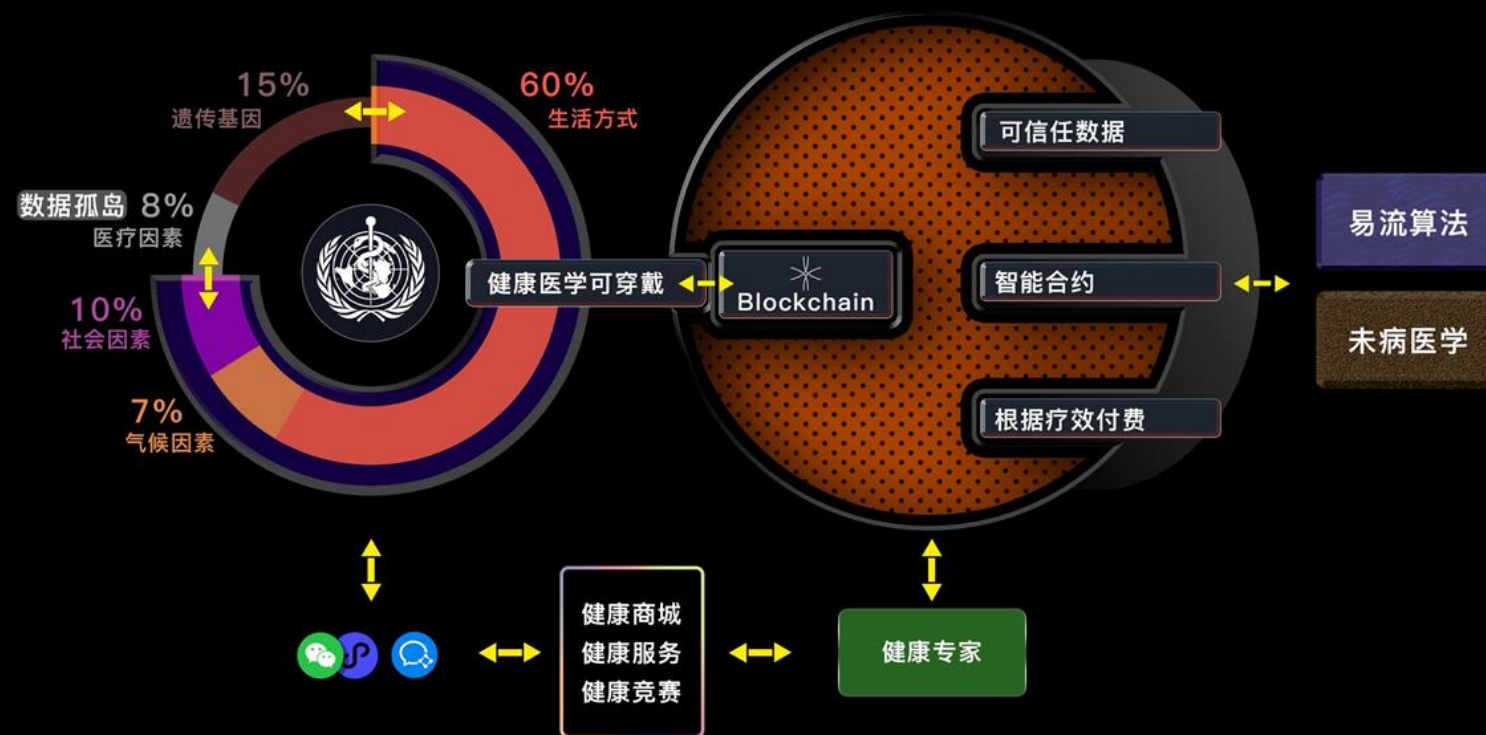 15%
遗传基因
60%
生活方式
数据孤岛 8%
医疗因素
10%
社会因素
7%
气候因素
健康医学可穿戴
Blockchain
可信任数据
智能合约
根据疗效付费
易流算法
未病医学
健康商城
健康服务
健康竞赛
健康专家